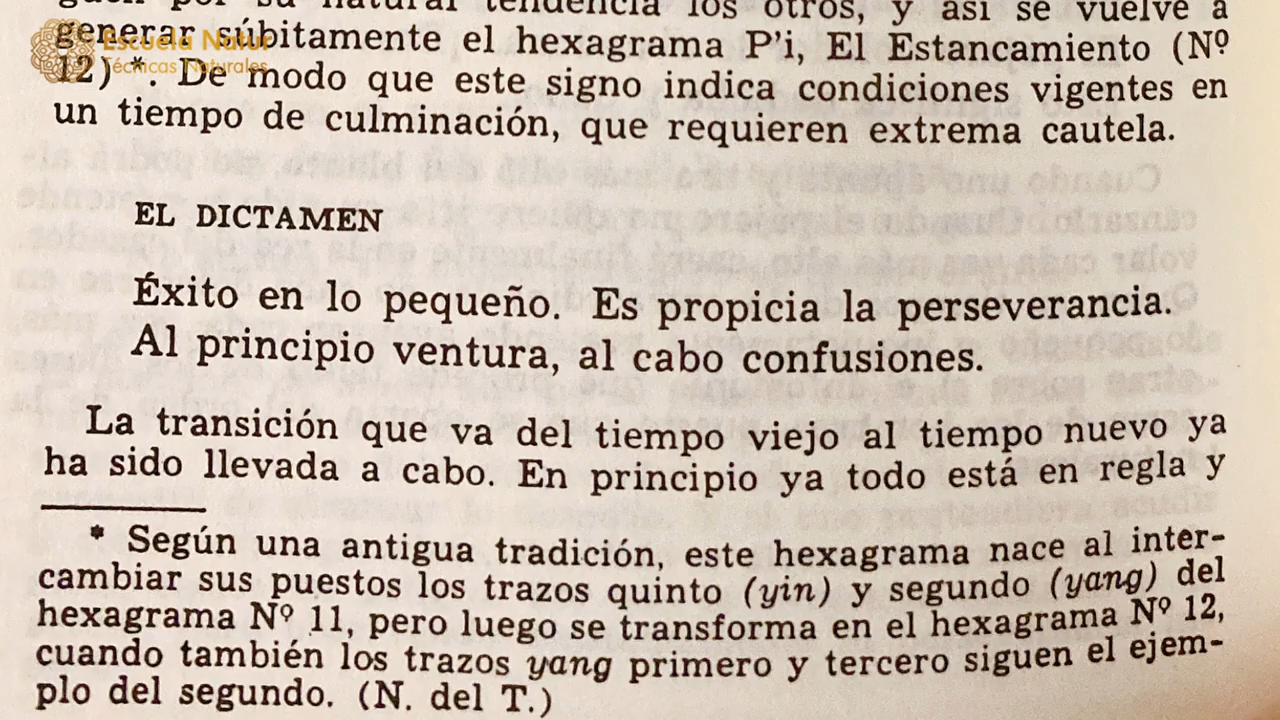 guen por su natural tendencia los otros, y así se vuelve a
generar súbitamente el hexagrama P'i, El Estancamiento (Nº
12) *. De modo que este signo indica condiciones vigentes en
un tiempo de culminación, que requieren extrema cautela.
Escuela Natur
Técnicas Naturales
EL DICTAMEN
Éxito en lo pequeño. Es propicia la perseverancia.
Al principio ventura, al cabo confusiones.
La transición que va del tiempo viejo al tiempo nuevo ya
ha sido llevada a cabo. En principio ya todo está en regla y
* Según una antigua tradición, este hexagrama nace al inter-
cambiar sus puestos los trazos quinto (yin) y segundo (yang) del
hexagrama Nº 11, pero luego se transforma en el hexagrama Nº 12,
cuando también los trazos yang primero y tercero siguen el ejem-
plo del segundo. (N. del T.)